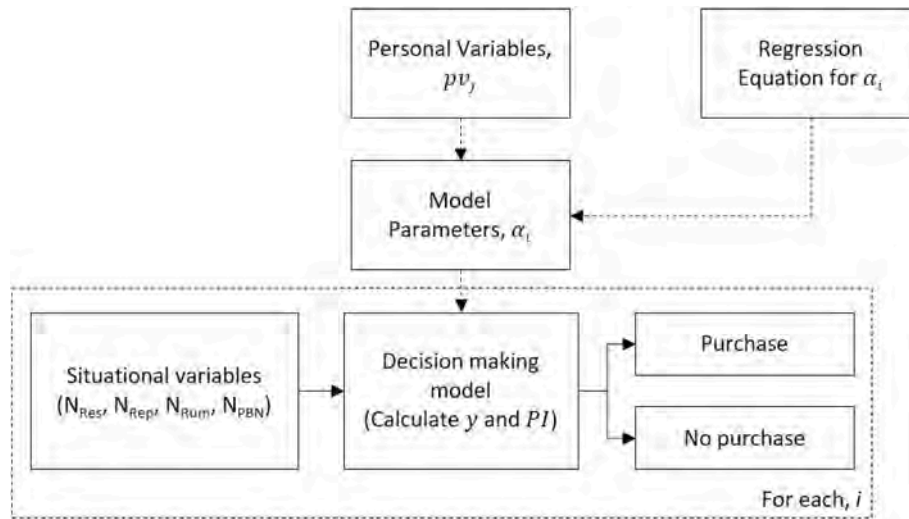 Personal Variables,
pv_j
Regression
Equation for α_i
Model
Parameters, α_i
Situational variables
(N_Res, N_Rep, N_Rum, N_PBN)
Decision making
model
(Calculate y and PI)
Purchase
No purchase
For each, i